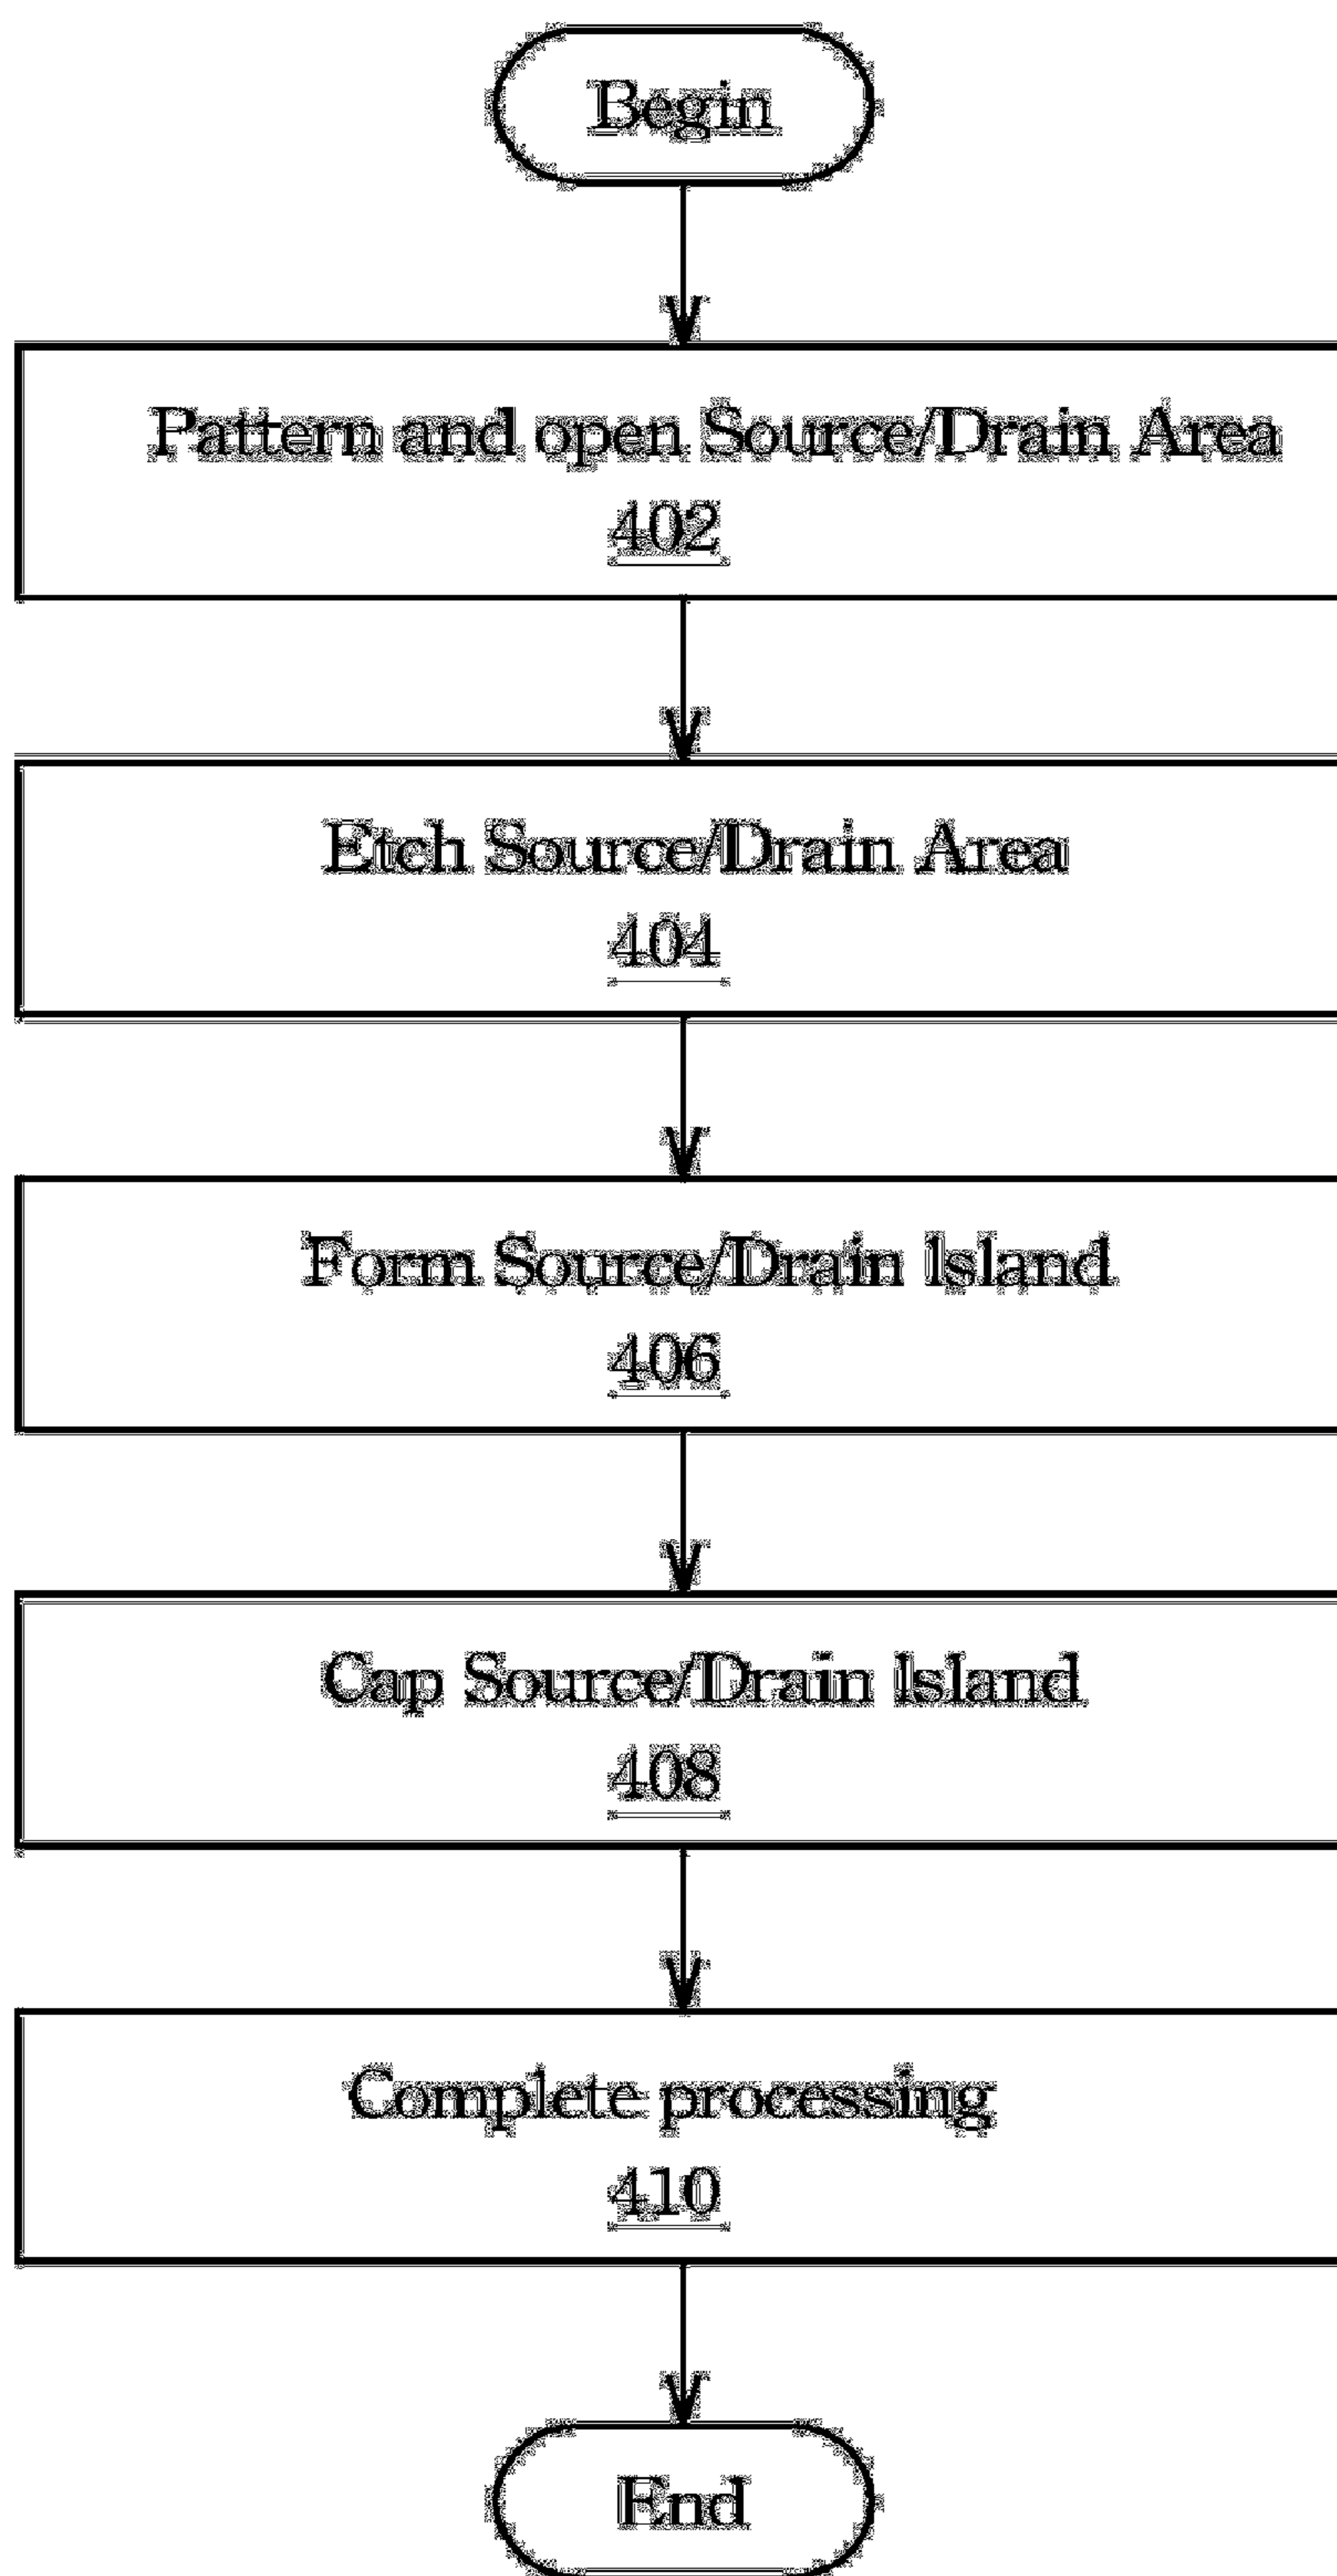 Begin
Pattern and open Source/Drain Area
402
Etch Source/Drain Area
404
Form Source/Drain Island
406
Cap Source/Drain Island
408
Complete processing
410
End